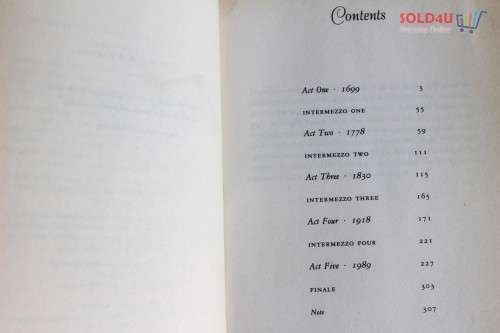 Contents
SOLD4U
Act One · 1699 3
INTERMEZZO ONE 55
Act Two · 1778 59
INTERMEZZO TWO 111
Act Three · 1830 115
INTERMEZZO THREE 165
Act Four · 1918 171
INTERMEZZO FOUR 221
Act Five · 1989 227
FINALE 303
Note 307